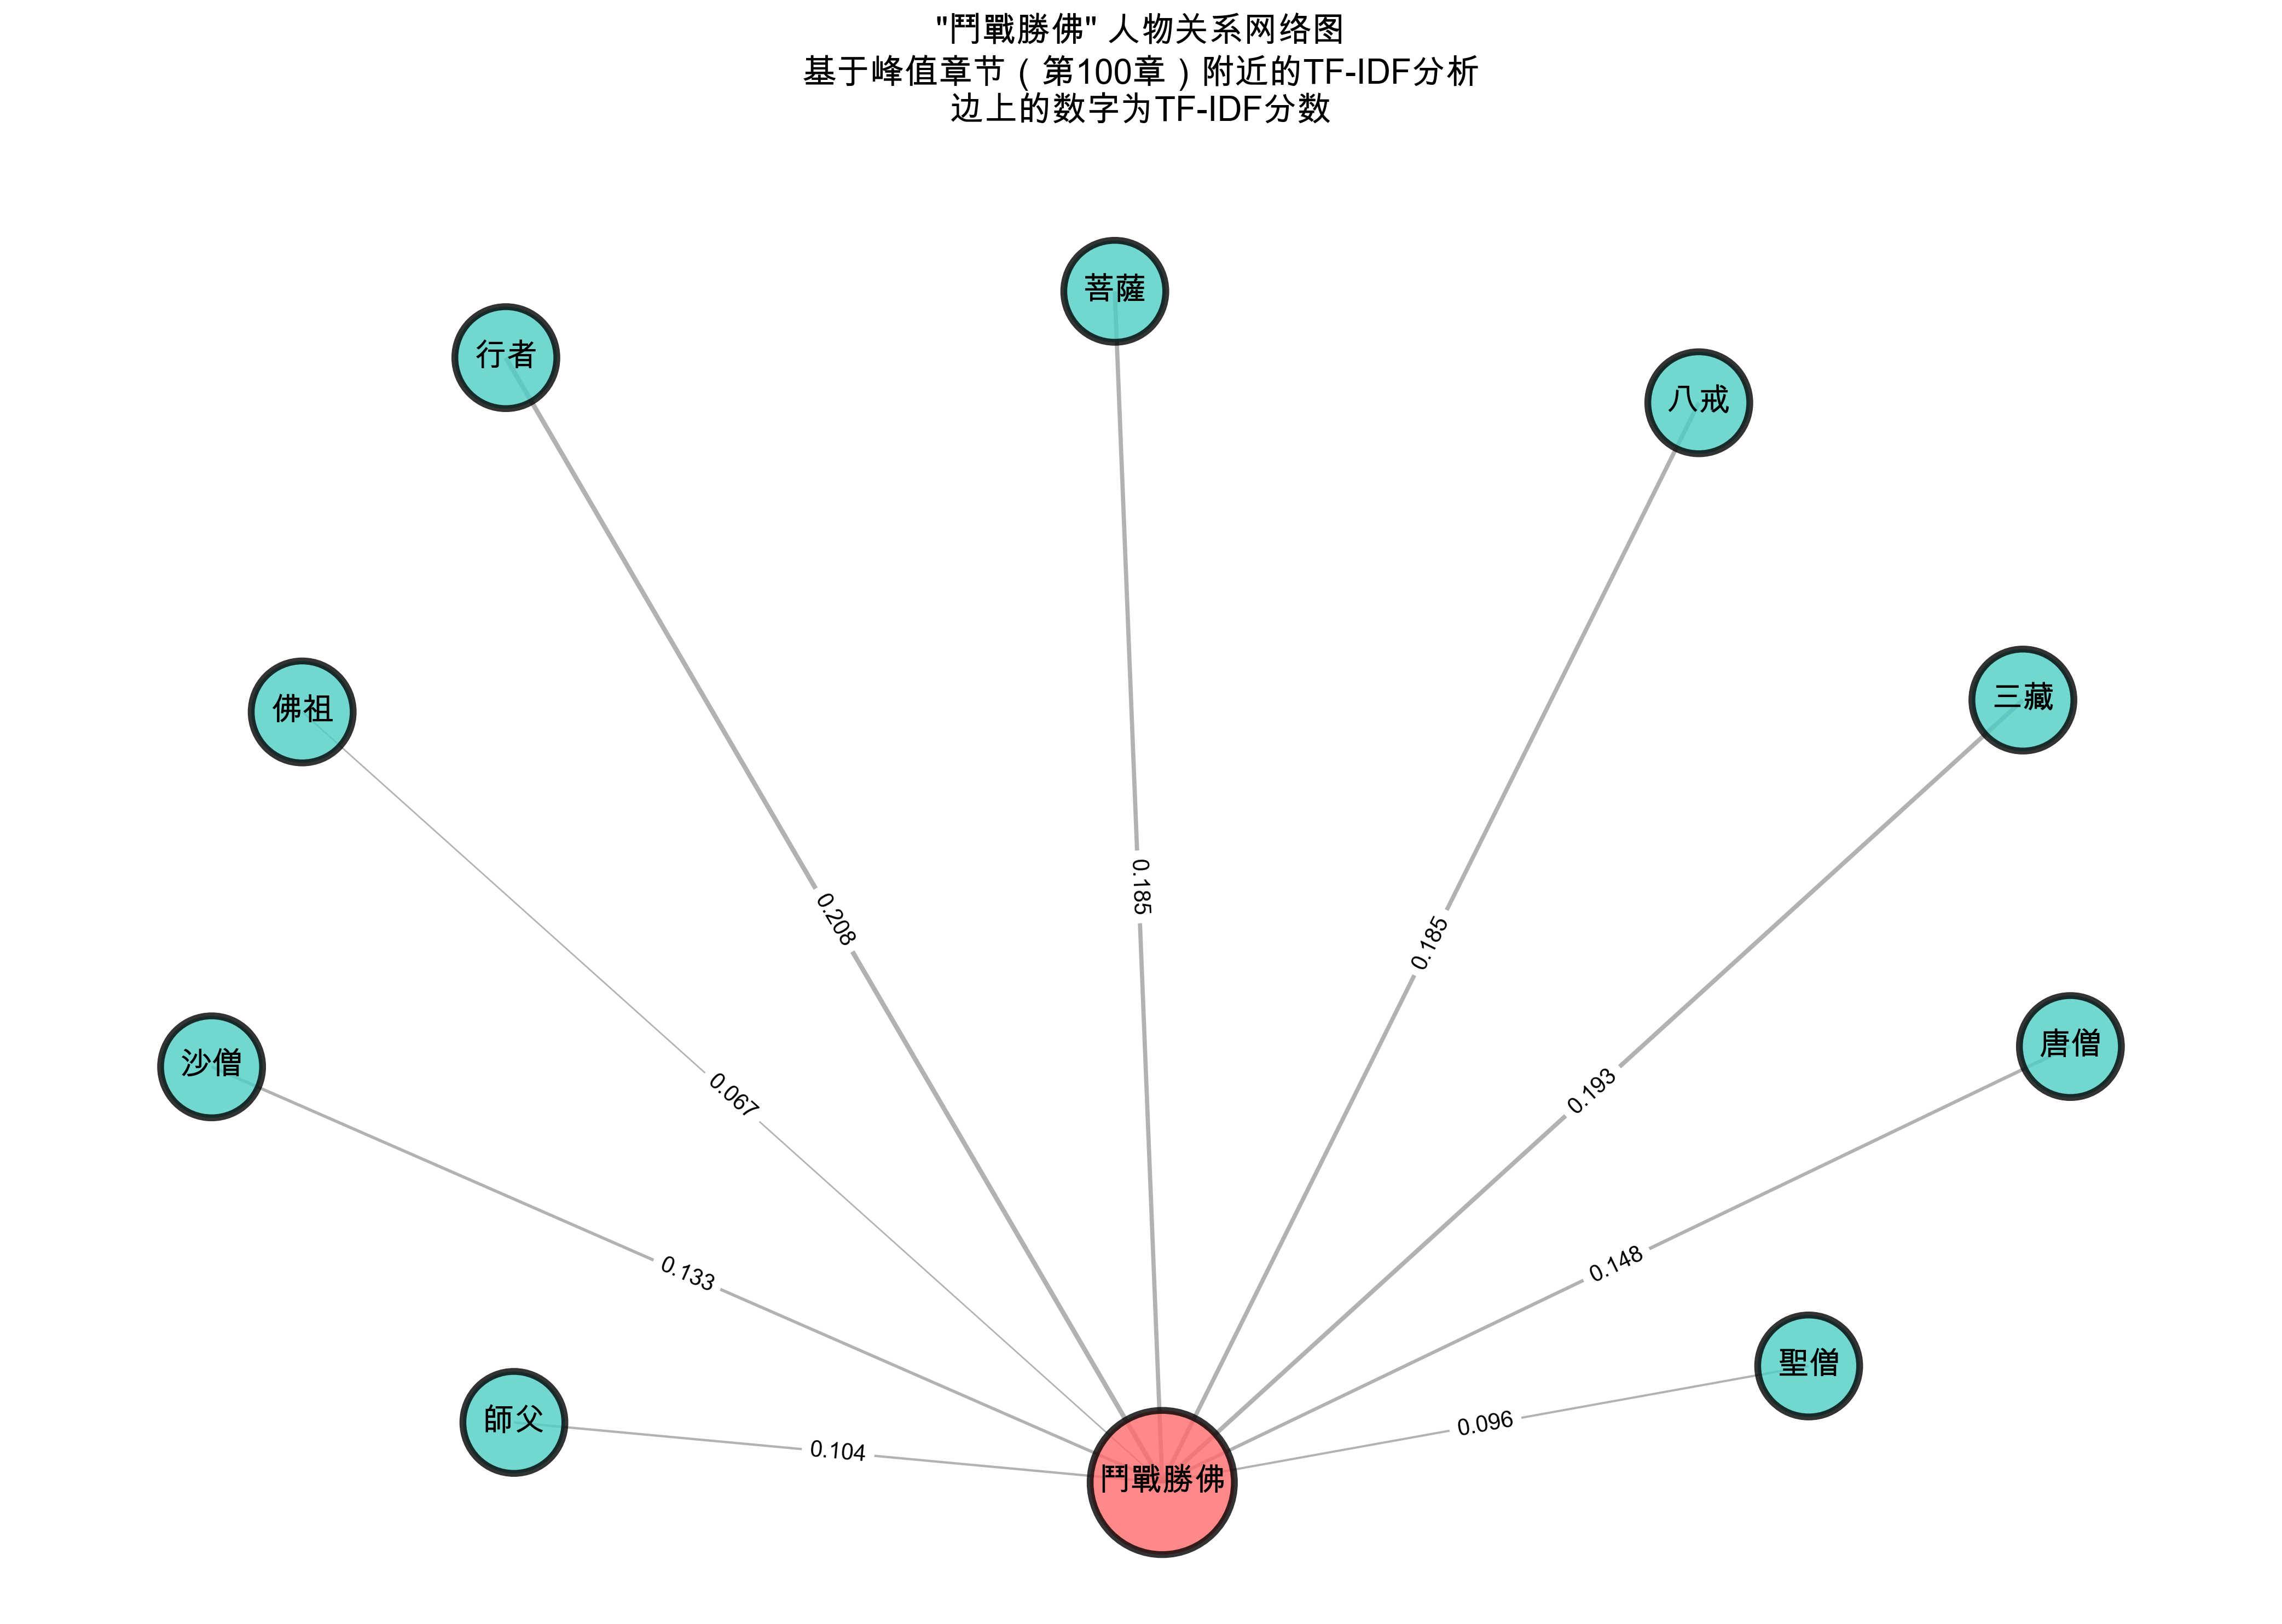 "鬥戰勝佛" 人物关系网络图
基于峰值章节（第100章）附近的TF-IDF分析
边上的数字为TF-IDF分数
菩薩
行者
八戒
三藏
佛祖
0.185
0.208
0.185
唐僧
沙僧
0.193
0.067
0.148
0.133
聖僧
師父
0.096
0.104
鬥戰勝佛